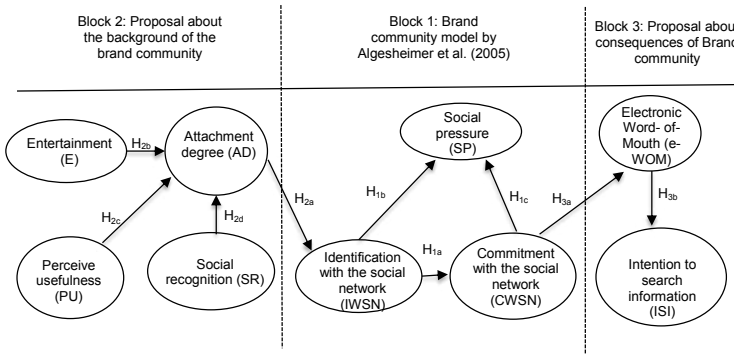 Block 2: Proposal about
the background of the
brand community
Block 1: Brand
community model by
Algesheimer et al. (2005)
Block 3: Proposal about
consequences of Brand
community
Entertainment
(E)
H2b
Attachment
degree (AD)
H2c
H2d
Perceive
usefulness
(PU)
Social
recognition (SR)
H2a
Social
pressure
(SP)
H1b
H1c
Identification
with the social
network
(IWSN)
H1a
Commitment
with the social
network
(CWSN)
H3a
Electronic
Word- of-
Mouth (e-
WOM)
H3b
Intention to
search
information
(ISI)